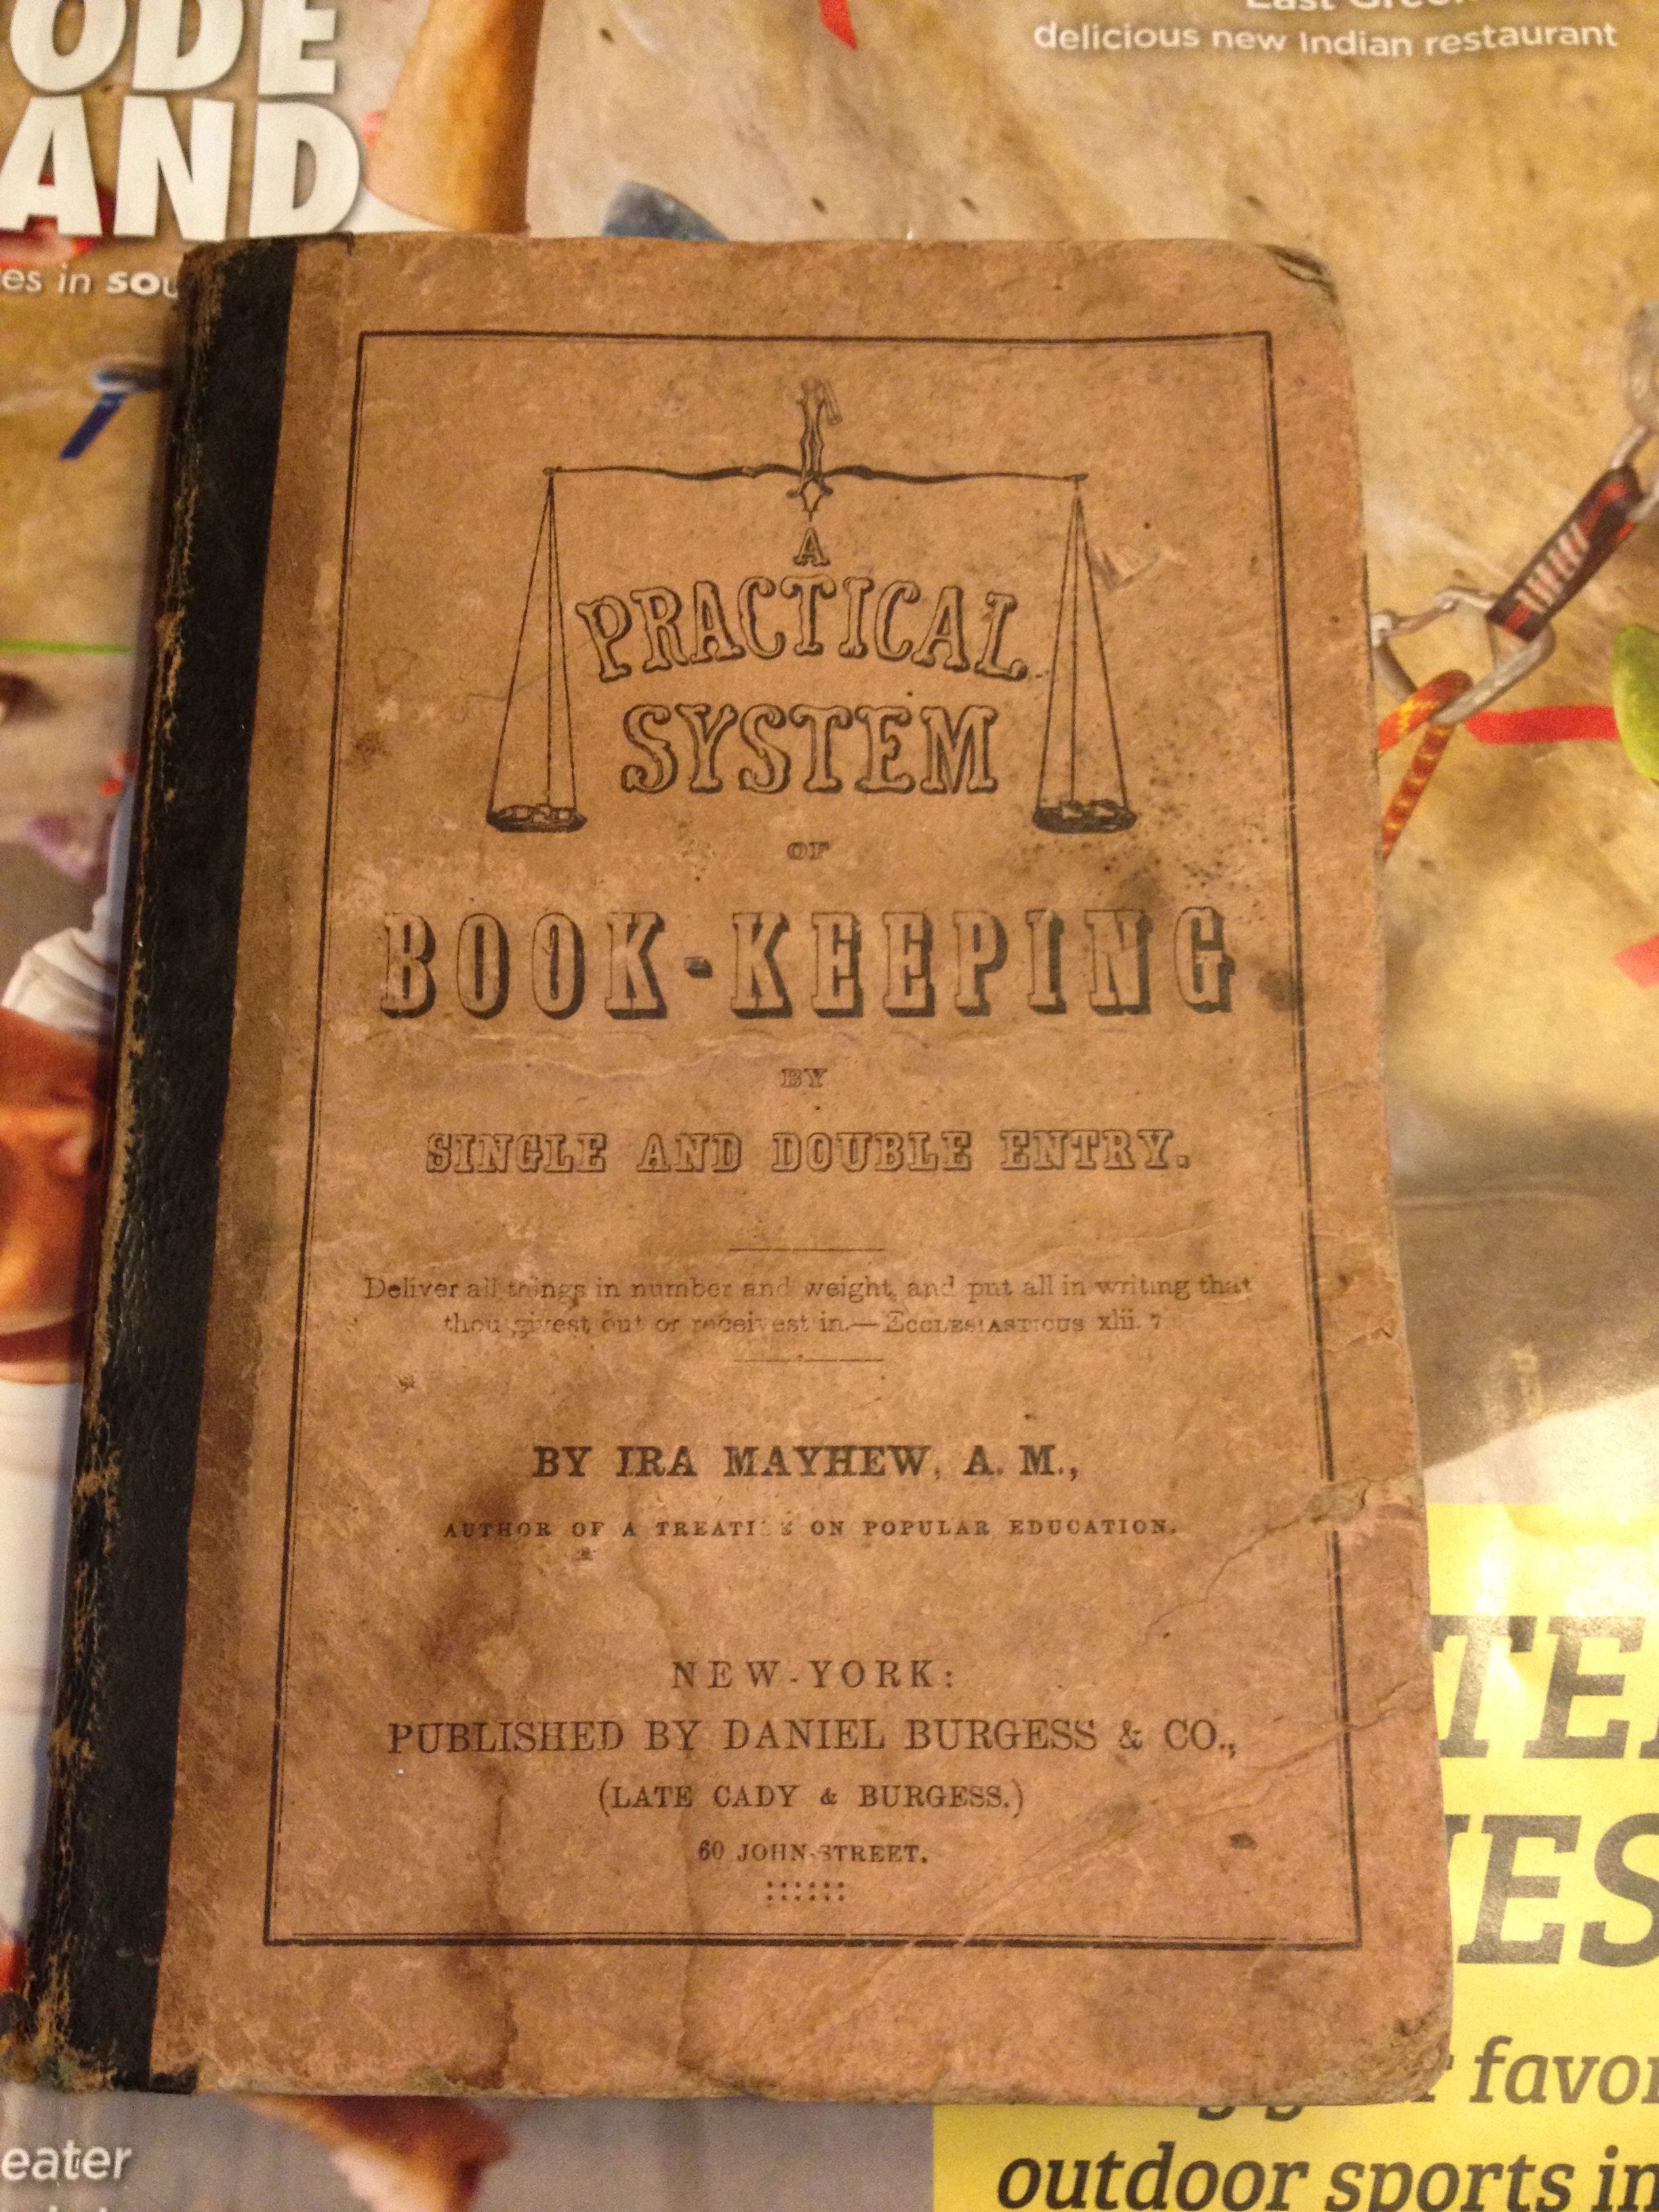 ODE
AND
East
delicious new Indian restaurant
es in sou
A
PRACTICAL
SYSTEM
OF
BOOK-KEEPING
BY
SINGLE AND DOUBLE ENTRY.
Deliver all things in number and weight, and put all in writing that
thou givest out or receivest in.—ECCLESIASTICUS xlii. 7
BY IRA MAYHEW, A. M.,
AUTHOR OF A TREATISE ON POPULAR EDUCATION.
NEW-YORK:
PUBLISHED BY DANIEL BURGESS & CO.,
(LATE CADY & BURGESS.)
60 JOHN-STREET.
TE
ES
favor
eater
outdoor sports in